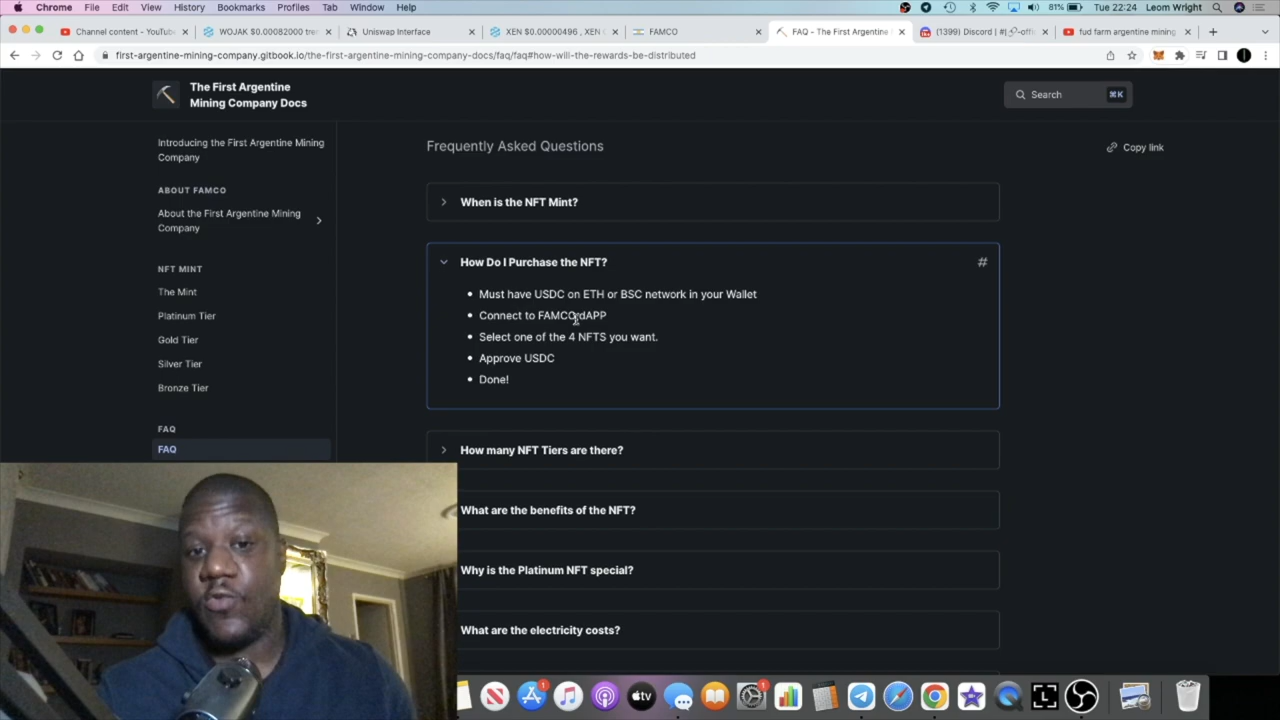 Chrome File Edit View History Bookmarks Profiles Tab Window Help 81% Tue 22:24 Leom Wright
Channel content - YouTube
WOJAK $0.00082000 tre
Uniswap Interface
XEN $0.00000496 , XEN
FAMCO
FAQ - The First Argentine
(1399) Discord | #
fud farm argentine mining
first-argentine-mining-company.gitbook.io/the-first-argentine-mining-company-docs/faq/faq#how-will-the-rewards-be-distributed
The First Argentine
Mining Company Docs
Search
⌘K
Introducing the First Argentine Mining
Company
ABOUT FAMCO
About the First Argentine Mining
Company
NFT MINT
The Mint
Platinum Tier
Gold Tier
Silver Tier
Bronze Tier
FAQ
FAQ
Frequently Asked Questions
Copy link
When is the NFT Mint?
How Do I Purchase the NFT?
#
• Must have USDC on ETH or BSC network in your Wallet
• Connect to FAMCO dAPP
• Select one of the 4 NFTS you want.
• Approve USDC
• Done!
How many NFT Tiers are there?
What are the benefits of the NFT?
Why is the Platinum NFT special?
What are the electricity costs?
1
tv
1
L